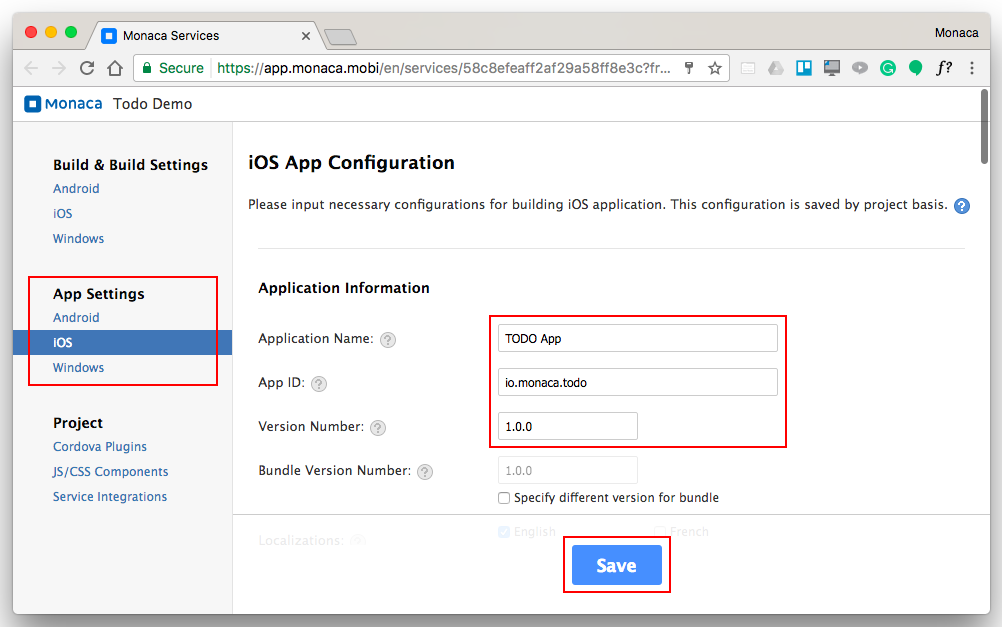 Monaca Services
Monaca
Secure https://app.monaca.mobi/en/services/58c8efeaff2af29a58ff8e3c?fr...
f?
Monaca Todo Demo
Build & Build Settings
Android
iOS
Windows
App Settings
Android
iOS
Windows
Project
Cordova Plugins
JS/CSS Components
Service Integrations
iOS App Configuration
Please input necessary configurations for building iOS application. This configuration is saved by project basis. ?
Application Information
Application Name: ? TODO App
App ID: ? io.monaca.todo
Version Number: ? 1.0.0
Bundle Version Number: ? 1.0.0
Specify different version for bundle
Localizations: English French
Save